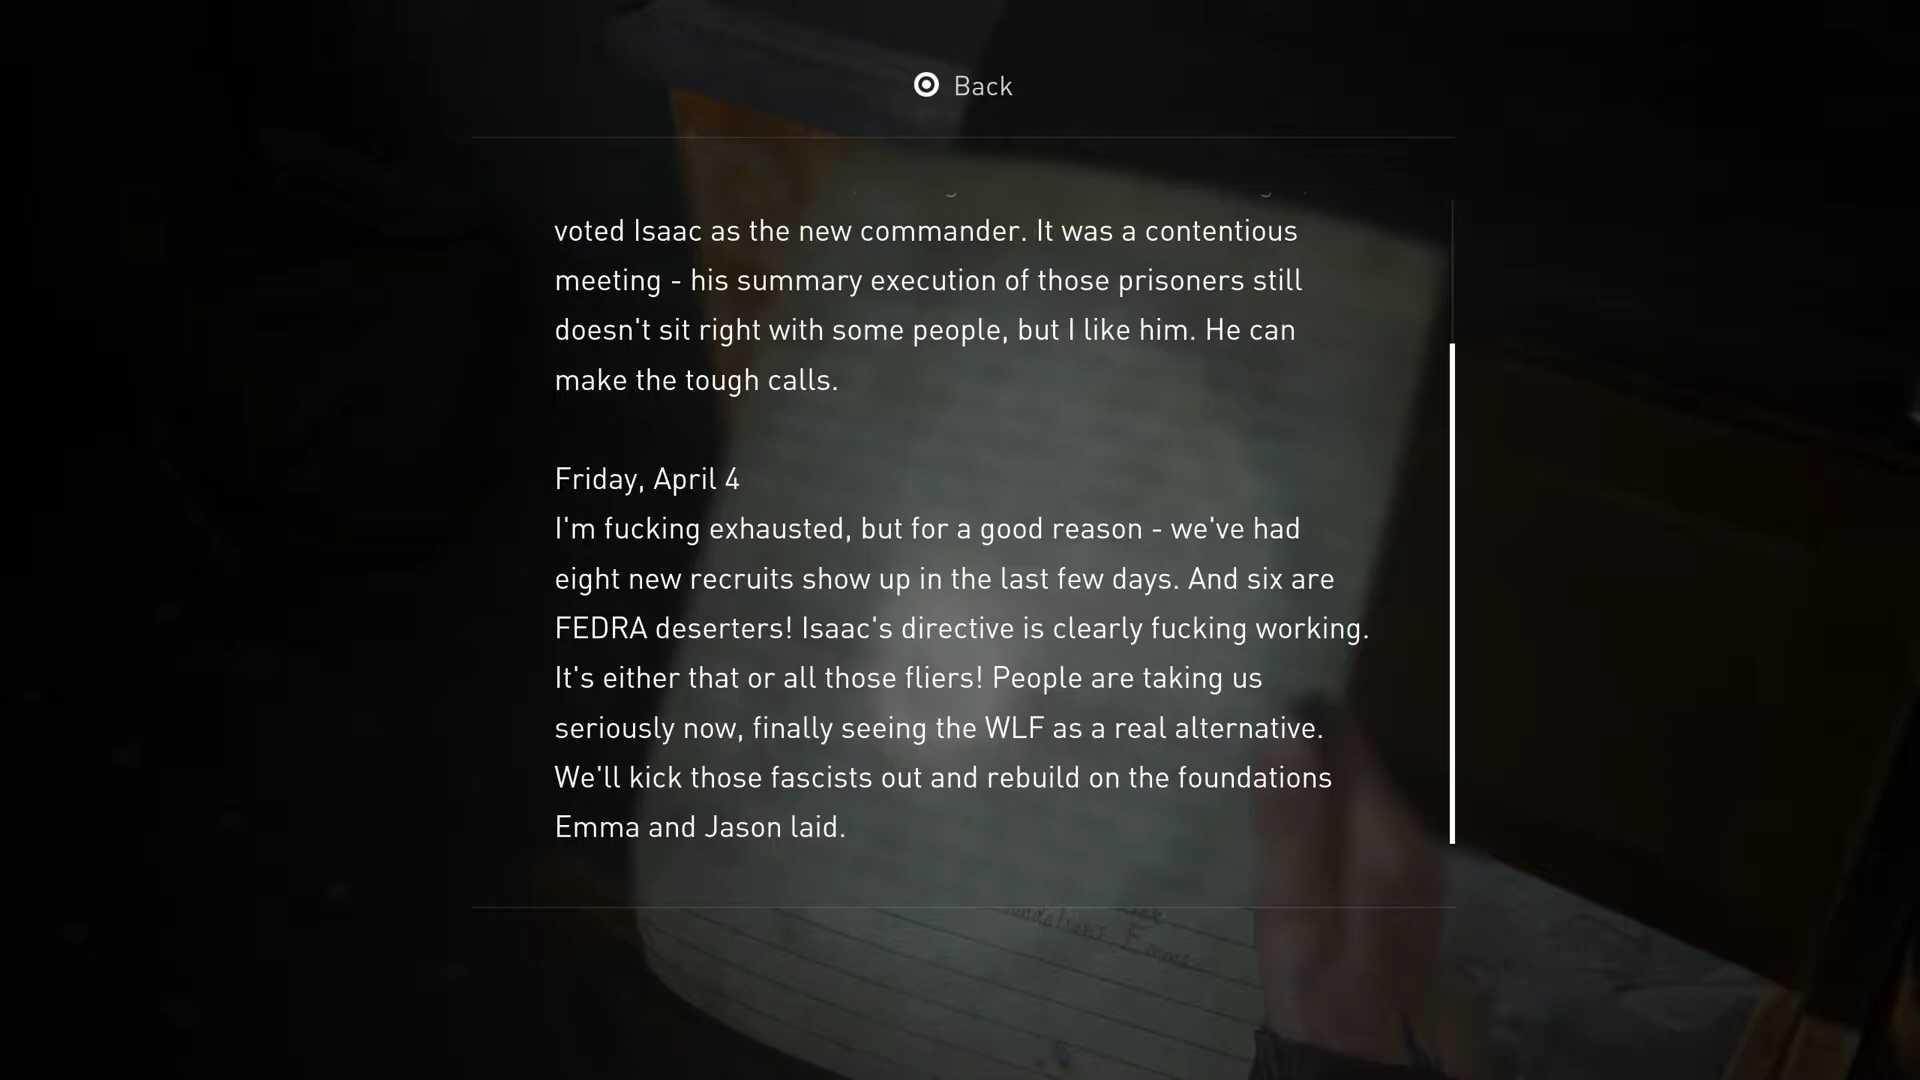 Back
voted Isaac as the new commander. It was a contentious
meeting - his summary execution of those prisoners still
doesn't sit right with some people, but I like him. He can
make the tough calls.
Friday, April 4
I'm fucking exhausted, but for a good reason - we've had
eight new recruits show up in the last few days. And six are
FEDRA deserters! Isaac's directive is clearly fucking working.
It's either that or all those fliers! People are taking us
seriously now, finally seeing the WLF as a real alternative.
We'll kick those fascists out and rebuild on the foundations
Emma and Jason laid.
Emma